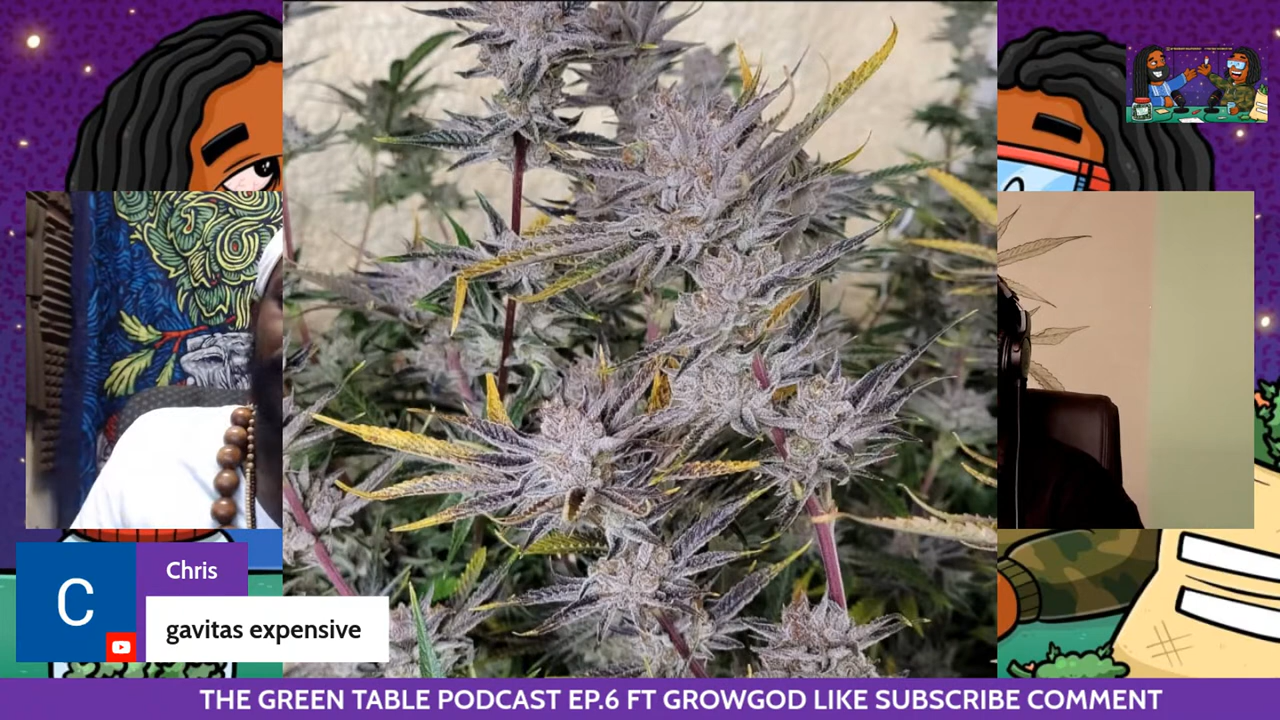 C
Chris
gavitas expensive
THE GREEN TABLE PODCAST EP.6 FT GROWGOD LIKE SUBSCRIBE COMMENT